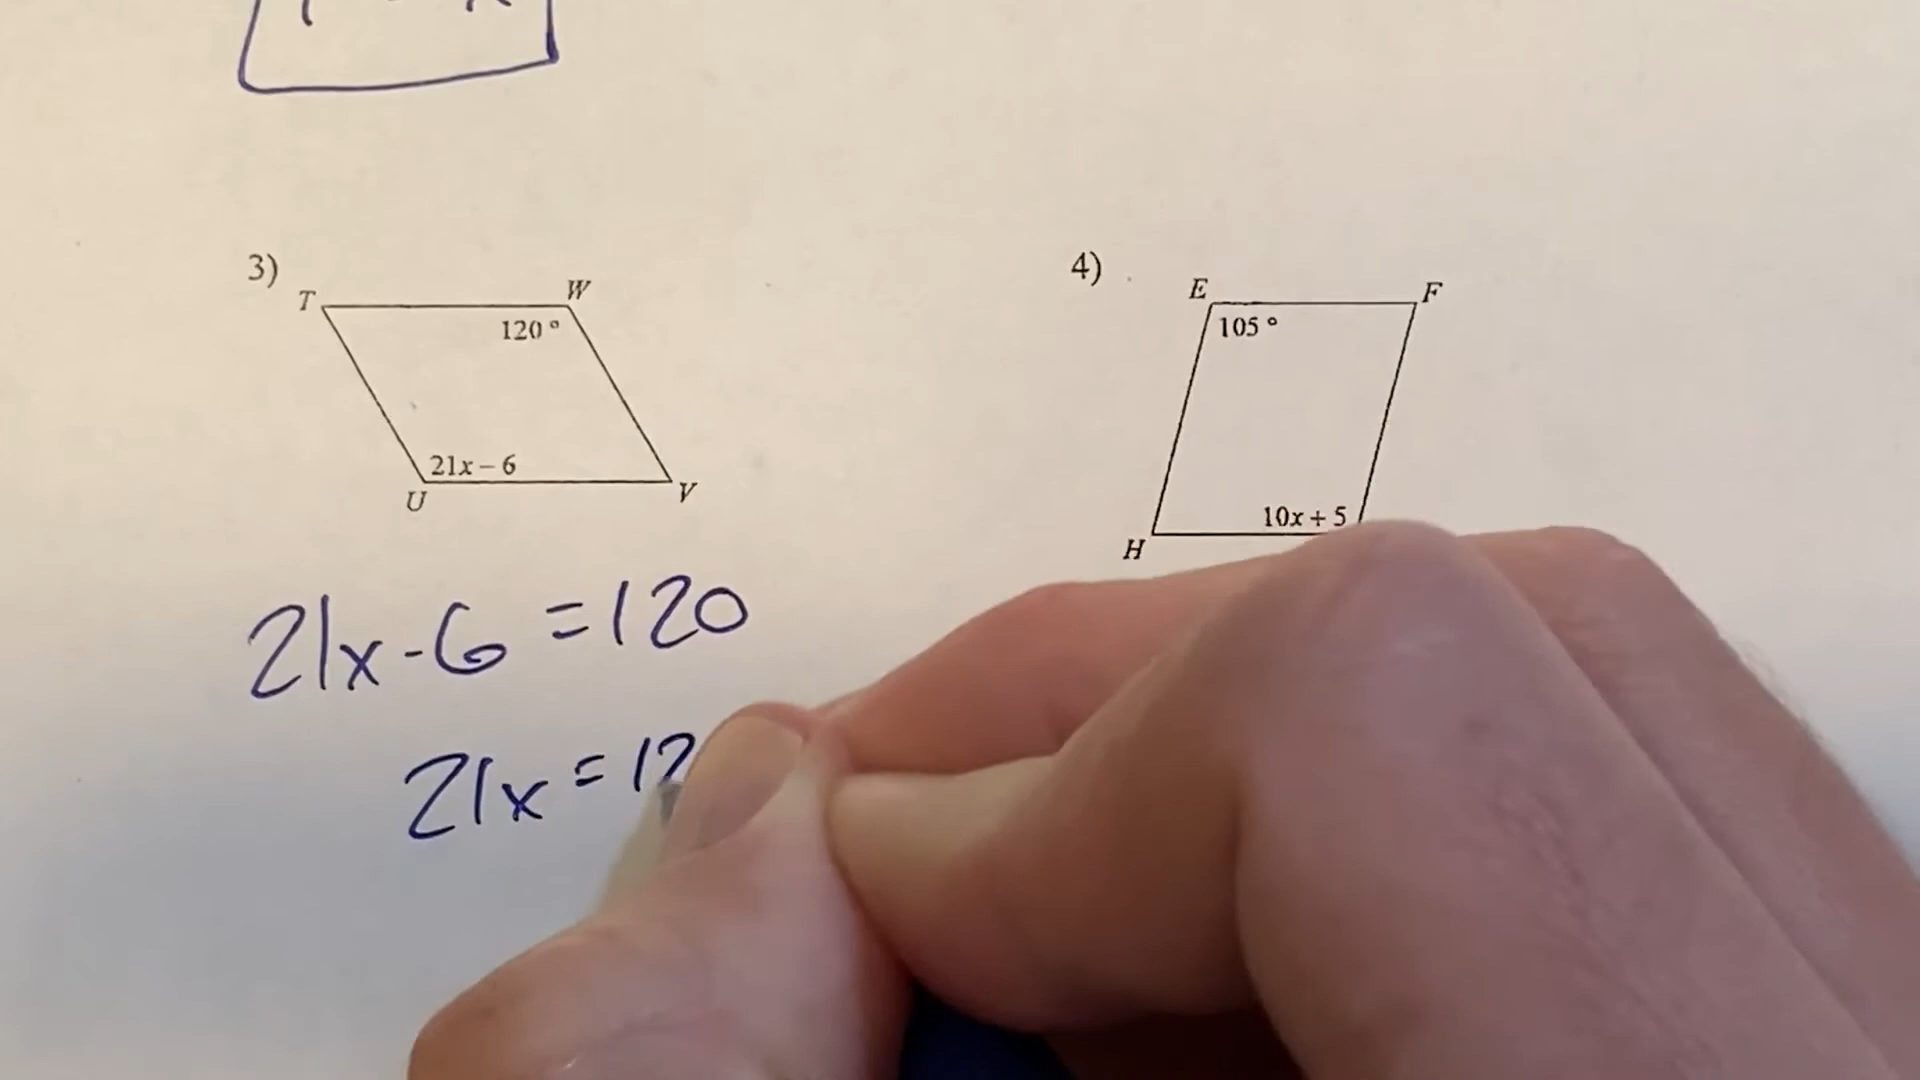 3)
T
W
120°
21x – 6
U
V
21x - 6 = 120
21x = 12
4)
E
F
105°
10x + 5
H